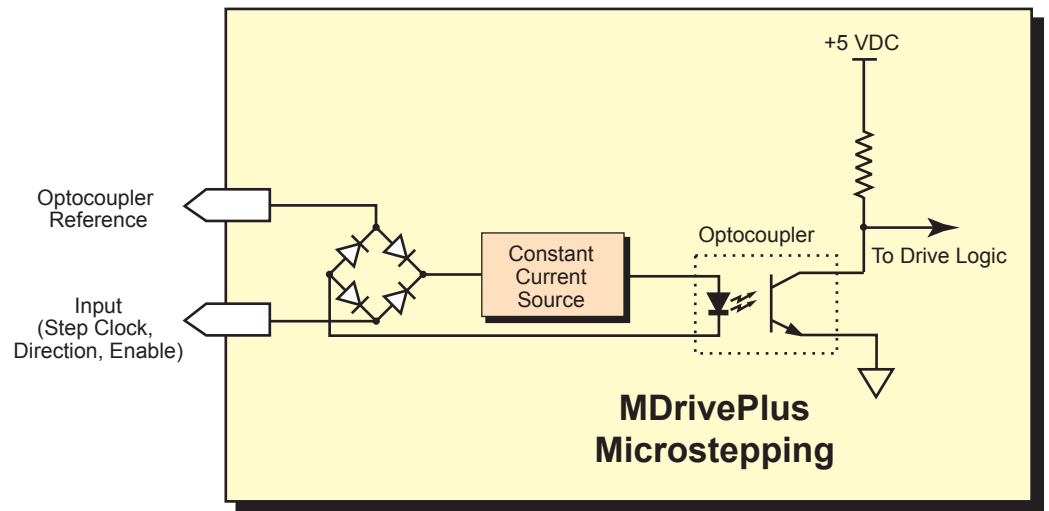 +5 VDC
Optocoupler
Reference
Optocoupler
To Drive Logic
Constant
Current
Source
Input
(Step Clock,
Direction, Enable)
MDrivePlus
Microstepping